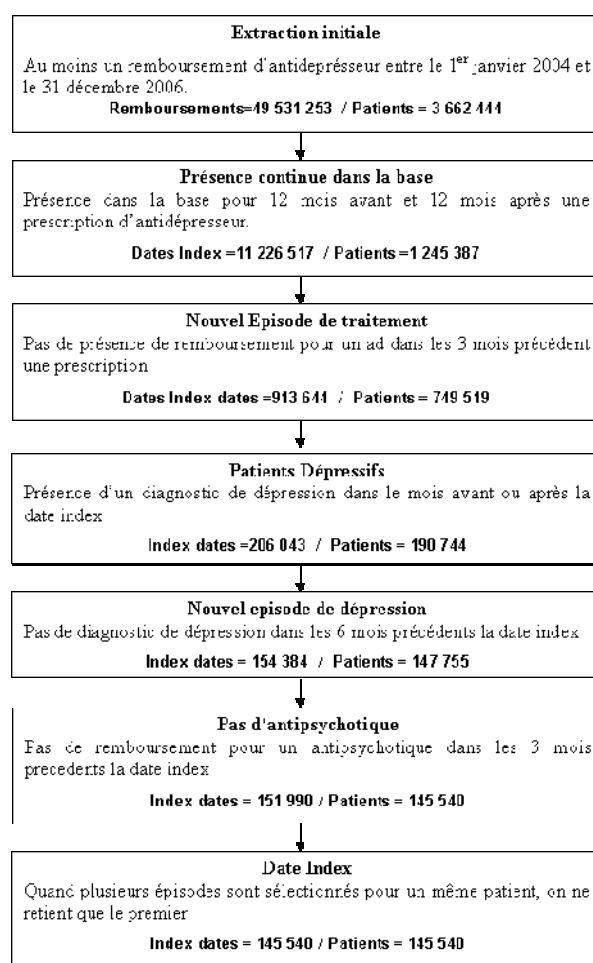 Extraction initiale
Au moins un remboursement d'antideprésseur entre le 1er janvier 2004 et
le 31 décembre 2006.
Remboursements=49 531 253 / Patients = 3 662 444
Présence continue dans la base
Présence dans la base pour 12 mois avant et 12 mois après une
prescription d'antidépresseur.
Dates Index =11 226 517 / Patients =1 245 387
Nouvel Episode de traitement
Pas de présence de remboursement pour un ad dans les 3 mois précédent
une prescription
Dates Index dates =913 641 / Patients = 749 519
Patients Dépressifs
Présence d'un diagnostic de dépression dans le mois avant ou après la
date index
Index dates =206 043 / Patients = 190 744
Nouvel episode de dépression
Pas de diagnostic de dépression dans les 6 mois précédents la date index
Index dates = 154 384 / Patients = 147 755
Pas d'antipsychotique
Pas de remboursement pour un antipsychotique dans les 3 mois
precedents la date index
Index dates = 151 990 / Patients = 145 540
Date Index
Quand plusieurs épisodes sont sélectionnés pour un même patient, on ne
retient que le premier
Index dates = 145 540 / Patients = 145 540